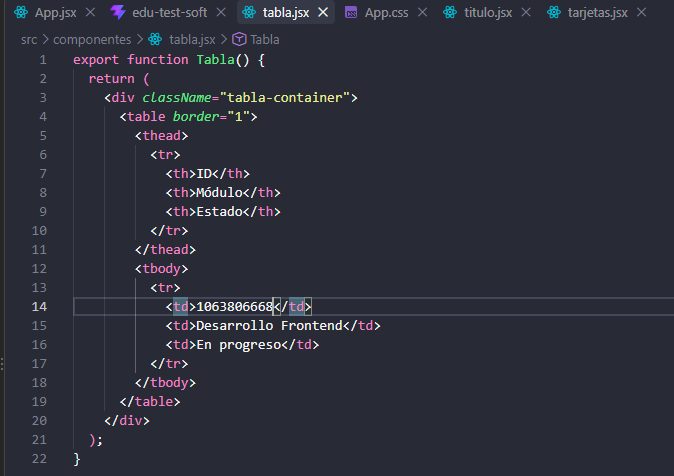 App.jsx edu-test-soft tabla.jsx App.css titulo.jsx tarjetas.jsx
src > componentes > tabla.jsx > Tabla
1 export function Tabla() {
2 return (
3 <div className="tabla-container">
4 <table border="1">
5 <thead>
6 <tr>
7 <th>ID</th>
8 <th>Módulo</th>
9 <th>Estado</th>
10 </tr>
11 </thead>
12 <tbody>
13 <tr>
14 <td>1063806668</td>
15 <td>Desarrollo Frontend</td>
16 <td>En progreso</td>
17 </tr>
18 </tbody>
19 </table>
20 </div>
21 );
22 }